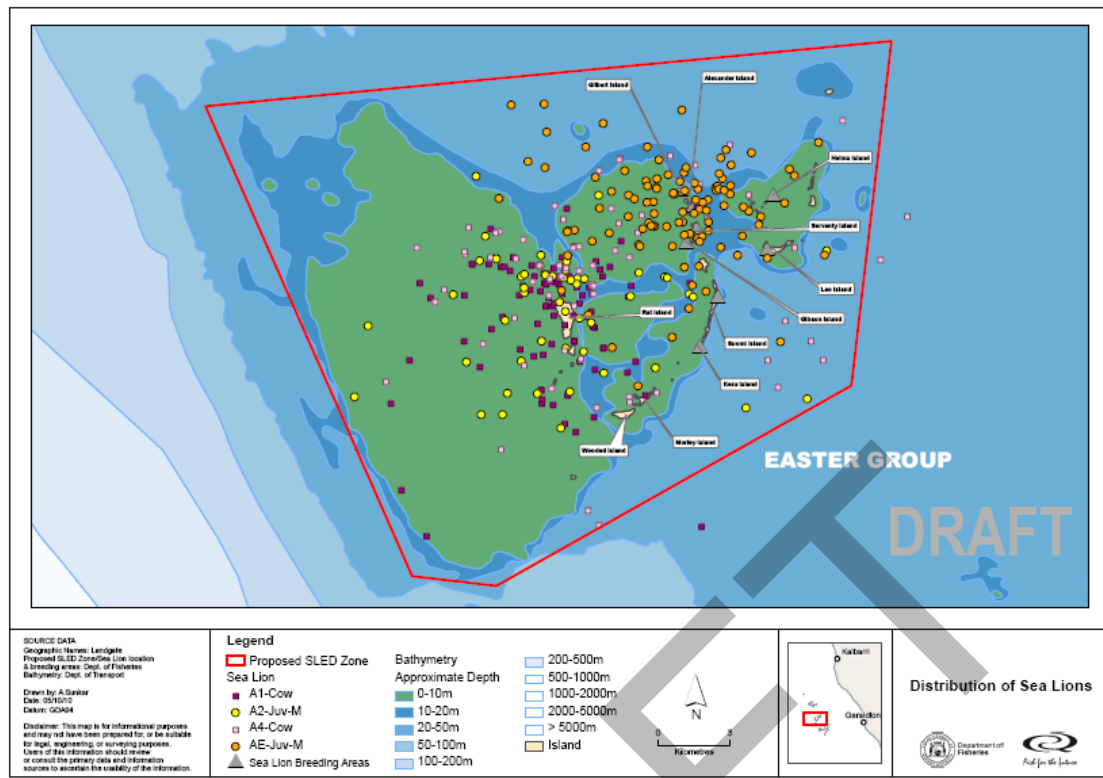 Gilbert Island
Alexander Island
Helms Island
Serventy Island
Leo Island
Gibson Island
Rat Island
Suomi Island
Keru Island
Morley Island
Wooded Island
EASTER GROUP
DRAFT
SOURCE DATA
Geographic Names: Landgate
Proposed SLED Zone/Sea Lion location
& breeding areas: Dept. of Fisheries
Bathymetry: Dept. of Transport
Drawn by: A.Sunkar
Date: 05/10/10
Datum: GDA94
Disclaimer: This map is for informational purposes
and may not have been prepared for, or be suitable
for legal, engineering, or surveying purposes.
Users of this information should review
or consult the primary data and information
sources to ascertain the usability of the information.
Legend
Proposed SLED Zone
Sea Lion
A1-Cow
A2-Juv-M
A4-Cow
AE-Juv-M
Sea Lion Breeding Areas
Bathymetry
Approximate Depth
0-10m
10-20m
20-50m
50-100m
100-200m
200-500m
500-1000m
1000-2000m
2000-5000m
> 5000m
Island
N
0 3
Kilometres
Kalbarri
Geraldton
Distribution of Sea Lions
Department of
Fisheries
Fish for the future